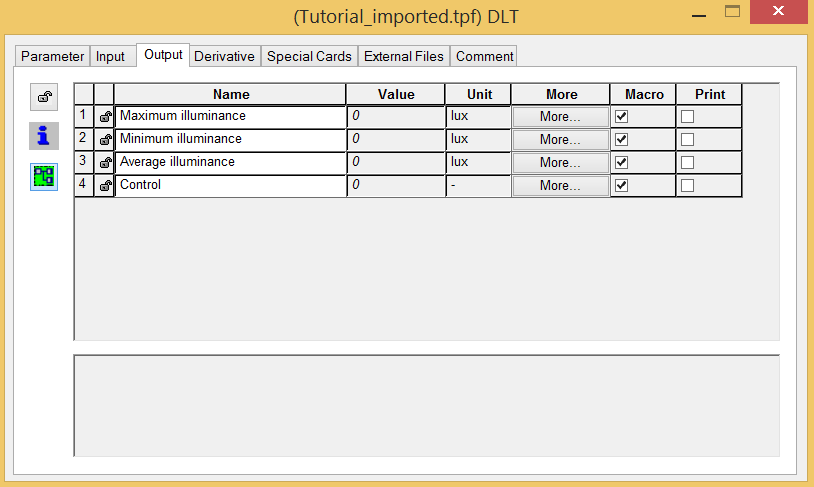 (Tutorial_imported.tpf) DLT
Parameter Input Output Derivative Special Cards External Files Comment
Name Value Unit More Macro Print
1 Maximum illuminance 0 lux More...
2 Minimum illuminance 0 lux More...
3 Average illuminance 0 lux More...
4 Control 0 - More...